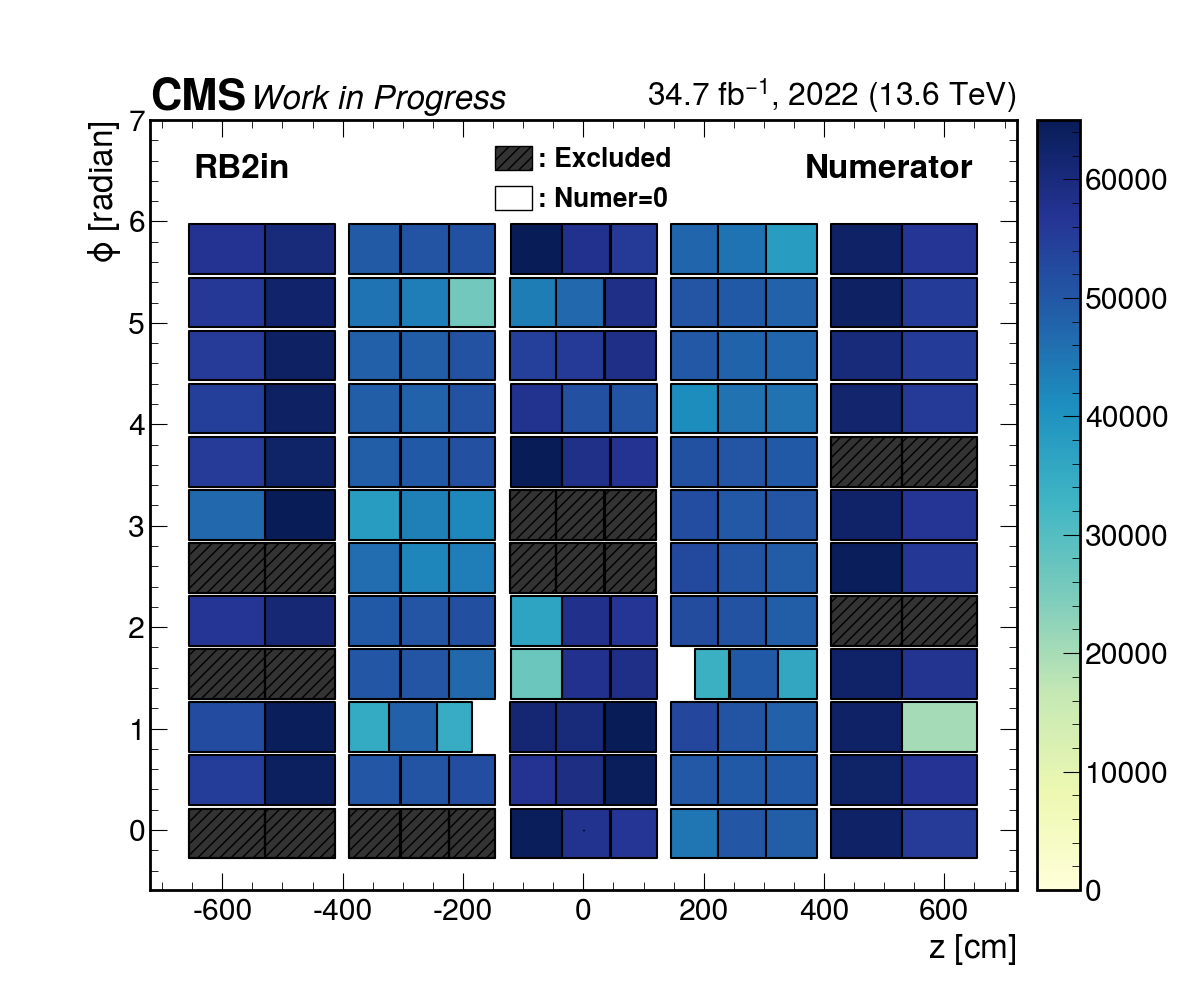 CMS Work in Progress
34.7 fb⁻¹, 2022 (13.6 TeV)
RB2in
: Excluded
: Numer=0
Numerator
ϕ [radian]
7
6
5
4
3
2
1
0
-600 -400 -200 0 200 400 600
z [cm]
60000
50000
40000
30000
20000
10000
0